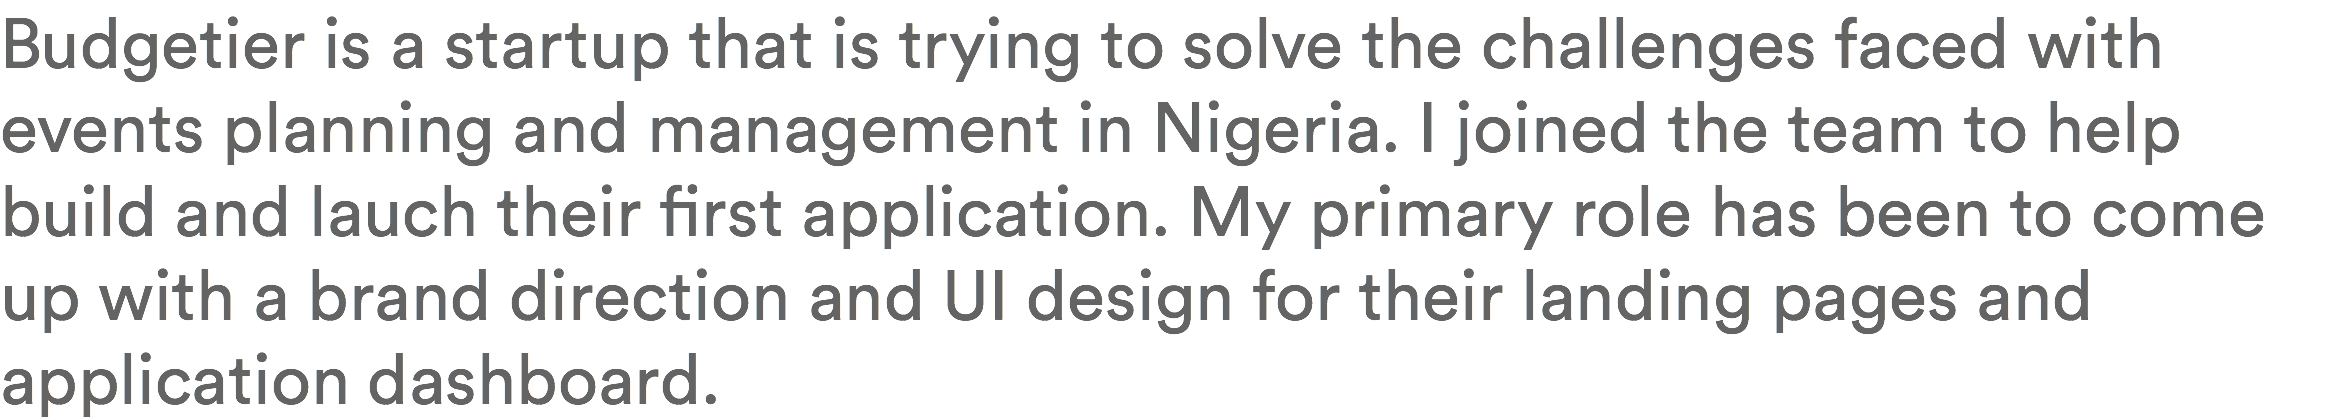 Budgetier is a startup that is trying to solve the challenges faced with
events planning and management in Nigeria. I joined the team to help
build and lauch their first application. My primary role has been to come
up with a brand direction and UI design for their landing pages and
application dashboard.